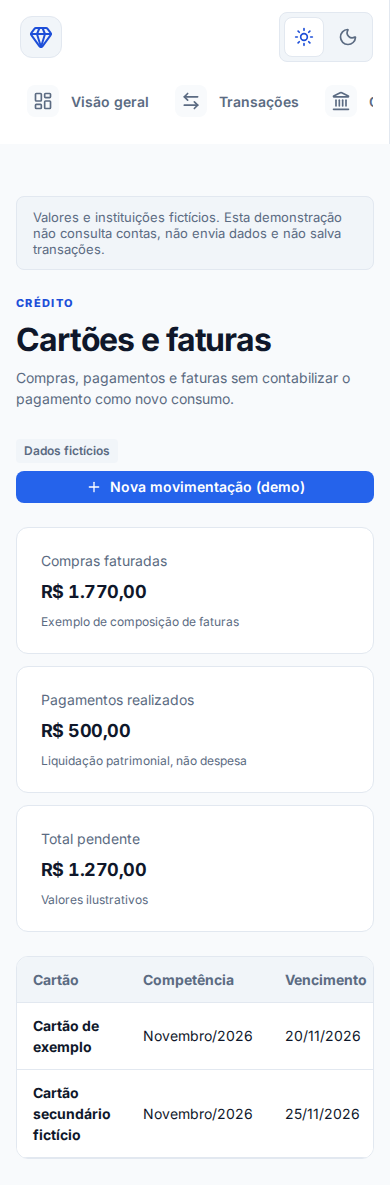 Visão geral
Transações
Valores e instituições fictícios. Esta demonstração
não consulta contas, não envia dados e não salva
transações.
CRÉDITO
Cartões e faturas
Compras, pagamentos e faturas sem contabilizar o
pagamento como novo consumo.
Dados fictícios
+ Nova movimentação (demo)
Compras faturadas
R$ 1.770,00
Exemplo de composição de faturas
Pagamentos realizados
R$ 500,00
Liquidação patrimonial, não despesa
Total pendente
R$ 1.270,00
Valores ilustrativos
Cartão Competência Vencimento
Cartão de
exemplo
Novembro/2026 20/11/2026
Cartão
secundário
fictício
Novembro/2026 25/11/2026